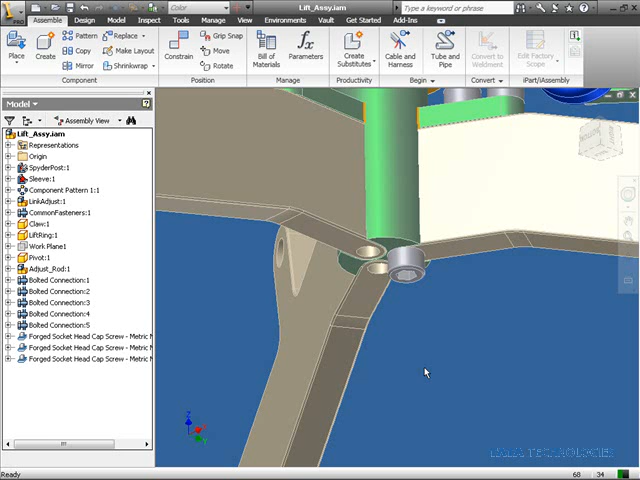 Color
Lift_Assy.iam
Type a keyword or phrase
PRO
Assemble Design Model Inspect Tools Manage View Environments Vault Get Started Add-Ins
Place
Create
Pattern
Copy
Mirror
Replace
Make Layout
Shrinkwrap
Constrain
Grip Snap
Move
Rotate
Bill of Materials
Parameters
Create Substitutes
Cable and Harness
Tube and Pipe
Convert to Weldment
Edit Factory Scope
Component Position Manage Productivity Begin Convert iPart/iAssembly
Model
Assembly View
Lift_Assy.iam
Representations
Origin
SpyderPost:1
Sleeve:1
Component Pattern 1:1
LinkAdjust:1
CommonFasteners:1
Claw:1
LiftRing:1
Work Plane1
Pivot:1
Adjust_Rod:1
Bolted Connection:1
Bolted Connection:2
Bolted Connection:3
Bolted Connection:4
Bolted Connection:5
Forged Socket Head Cap Screw - Metric M
Forged Socket Head Cap Screw - Metric M
Forged Socket Head Cap Screw - Metric M
Ready
68 34